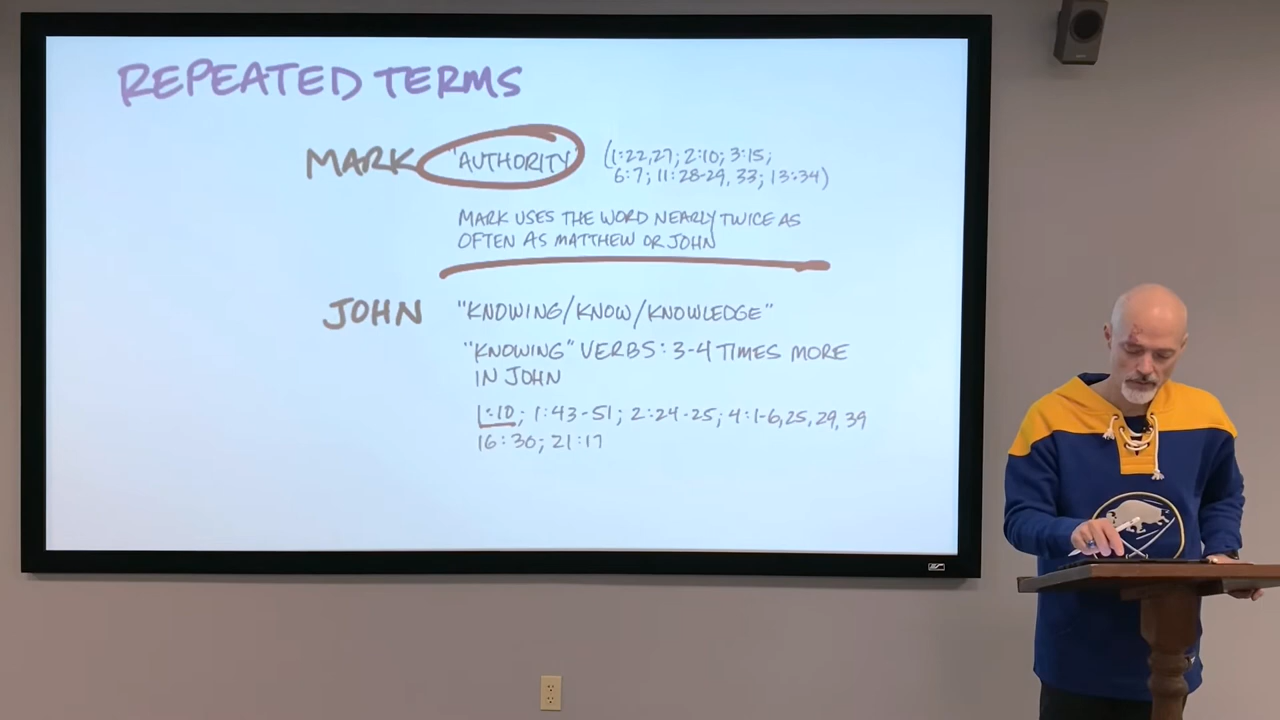 REPEATED TERMS
MARK "AUTHORITY" (1:22,27; 2:10; 3:15;
6:7; 11:28-29, 33; 13:34)
MARK USES THE WORD NEARLY TWICE AS
OFTEN AS MATTHEW OR JOHN
JOHN "KNOWING/KNOW/KNOWLEDGE"
"KNOWING" VERBS: 3-4 TIMES MORE
IN JOHN
1:10; 1:43-51; 2:24-25; 4:1-6,25,29,39
16:30; 21:17